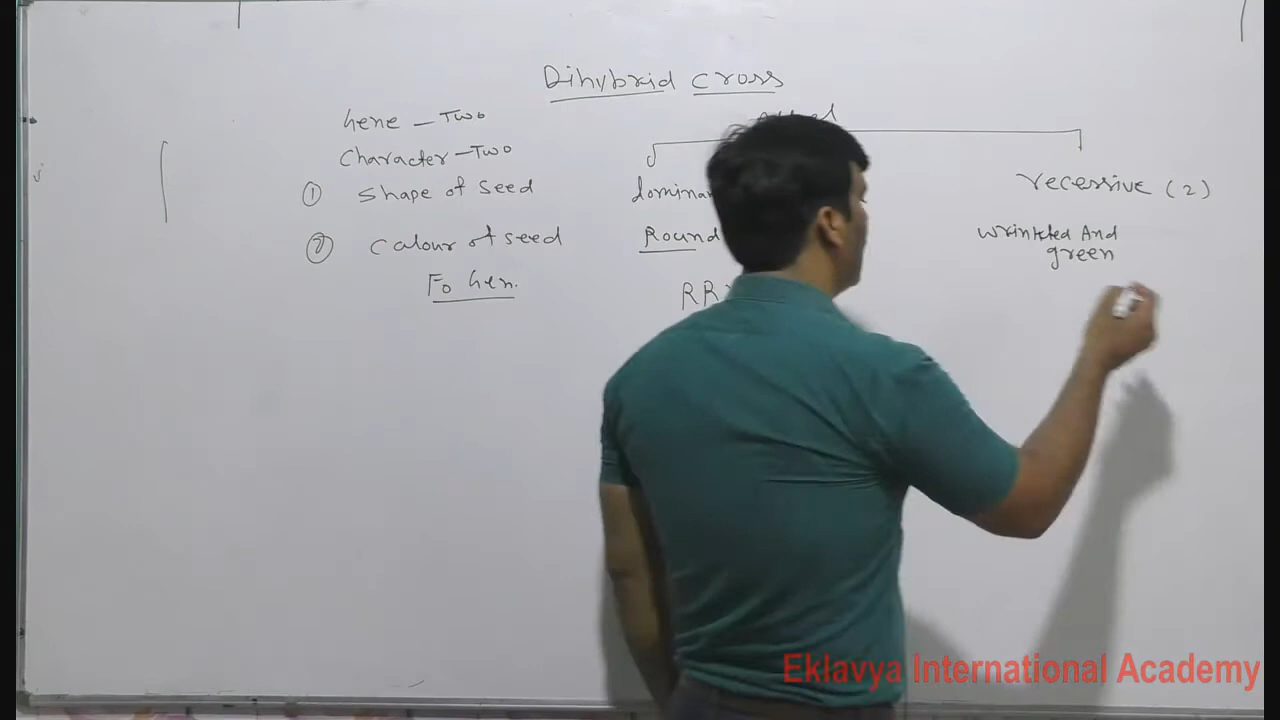 Dihybrid cross
Gene - Two
Character - Two
① Shape of Seed
② Colour of seed
F₀ Gen.
Round
RR
recessive (2)
wrinkled And
green
Eklavya International Academy